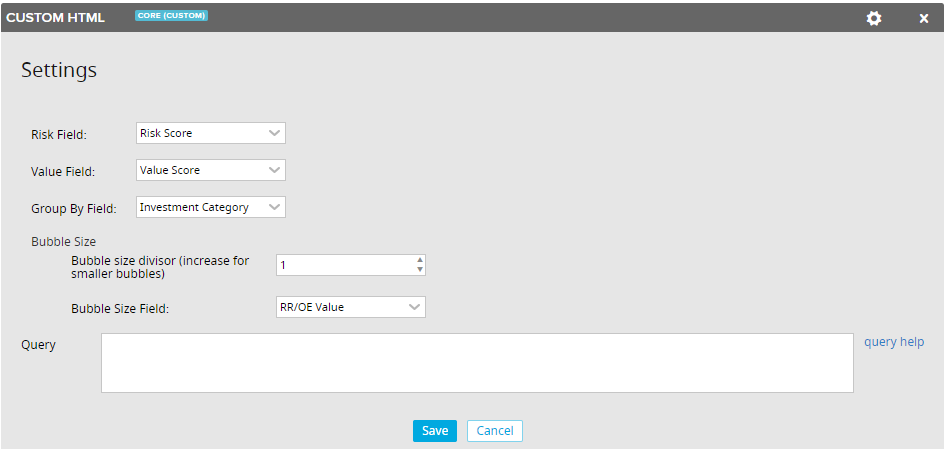 CUSTOM HTML CORE (CUSTOM)
Settings
Risk Field: Risk Score
Value Field: Value Score
Group By Field: Investment Category
Bubble Size
Bubble size divisor (increase for
smaller bubbles) 1
Bubble Size Field: RR/OE Value
Query query help
Save Cancel